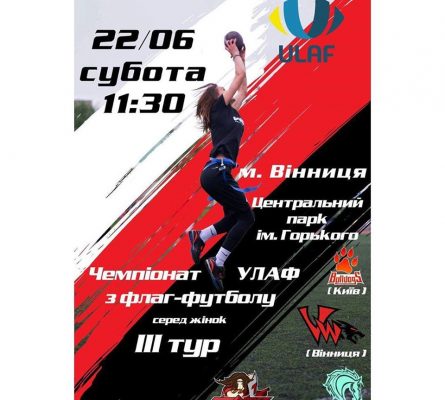 22/06
субота
11:30
ULAF
м. Вінниця
Центральний
парк
ім. Горького
Чемпіонат УЛАФ
з флаг-футболу
серед жінок
III тур
Bulldogs
( Київ )
( Вінниця )